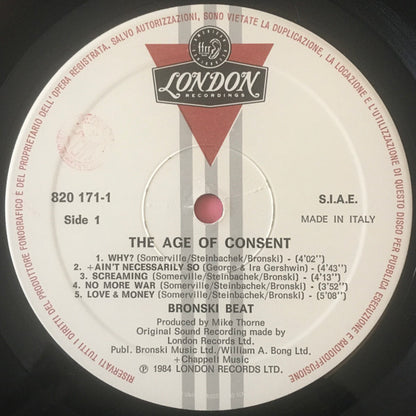 LONDON
RECORDINGS
820 171-1
Side 1
S.I.A.E.
MADE IN ITALY
THE AGE OF CONSENT
1. WHY? (Somerville/Steinbachek/Bronski) - (4'02")
2. +AIN'T NECESSARILY SO (George & Ira Gershwin) - (4'43")
3. SCREAMING (Somerville/Steinbachek/Bronski) - (4'13")
4. NO MORE WAR (Somerville/Steinbachek/Bronski) - (3'52")
5. LOVE & MONEY (Somerville/Steinbachek/Bronski) - (5'08")
BRONSKI BEAT
Produced by Mike Thorne
Original Sound Recording made by
London Records Ltd.
Publ. Bronski Music Ltd./William A. Bong Ltd.
+Chappell Music
℗ 1984 LONDON RECORDS LTD.
RISERVATI TUTTI I DIRITTI DEL PRODUTTORE FONOGRAFICO E DEL PROPRIETARIO DELL'OPERA REGISTRATA. SALVO AUTORIZZAZIONI, SONO VIETATE LA DUPLICAZIONE, LA LOCAZIONE E L'UTILIZZAZIONE DI QUESTO DISCO PER PUBBLICA ESECUZIONE E RADIODIFFUSIONE